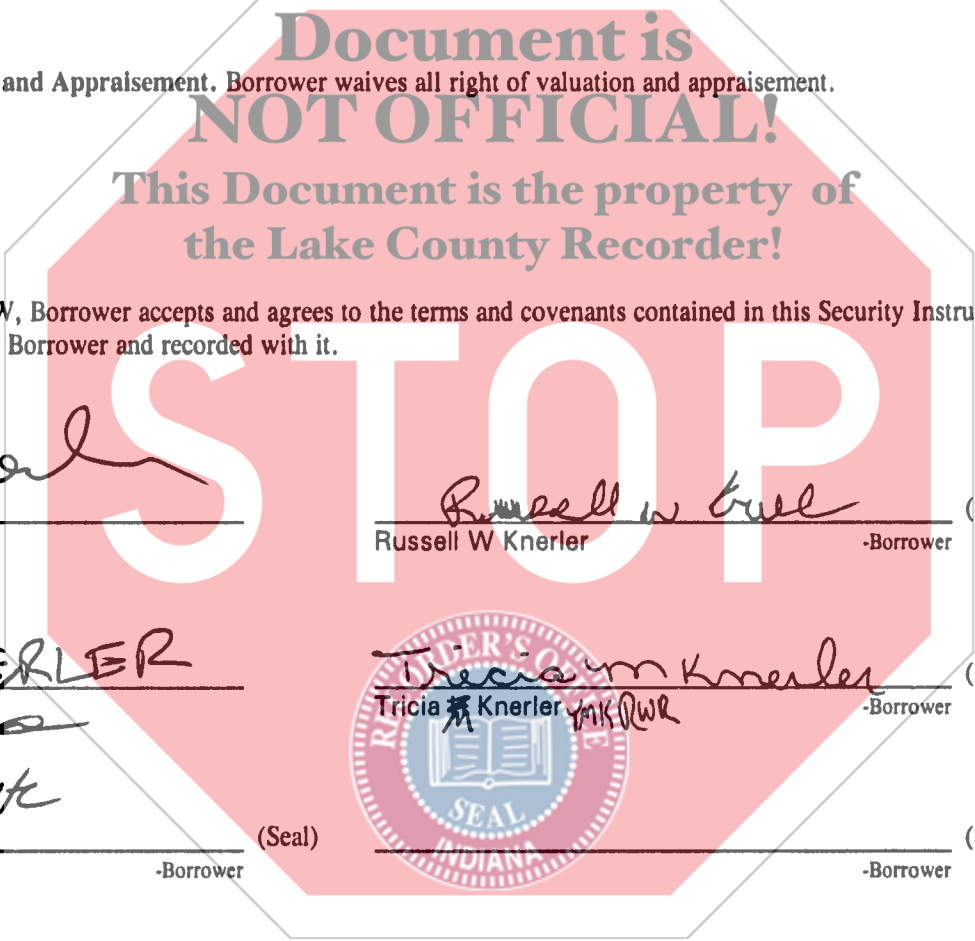 Document is
and Appraisement. Borrower waives all right of valuation and appraisement.
NOT OFFICIAL!
This Document is the property of
the Lake County Recorder!
, Borrower accepts and agrees to the terms and covenants contained in this Security Instru
Borrower and recorded with it.
STOP
Russell W
(
Russell W Knerler -Borrower
RLER Tricia M Knerler (
Tricia Knerler -Borrower
RECORDER'S OFFICE
SEAL
INDIANA
(Seal) (
-Borrower -Borrower